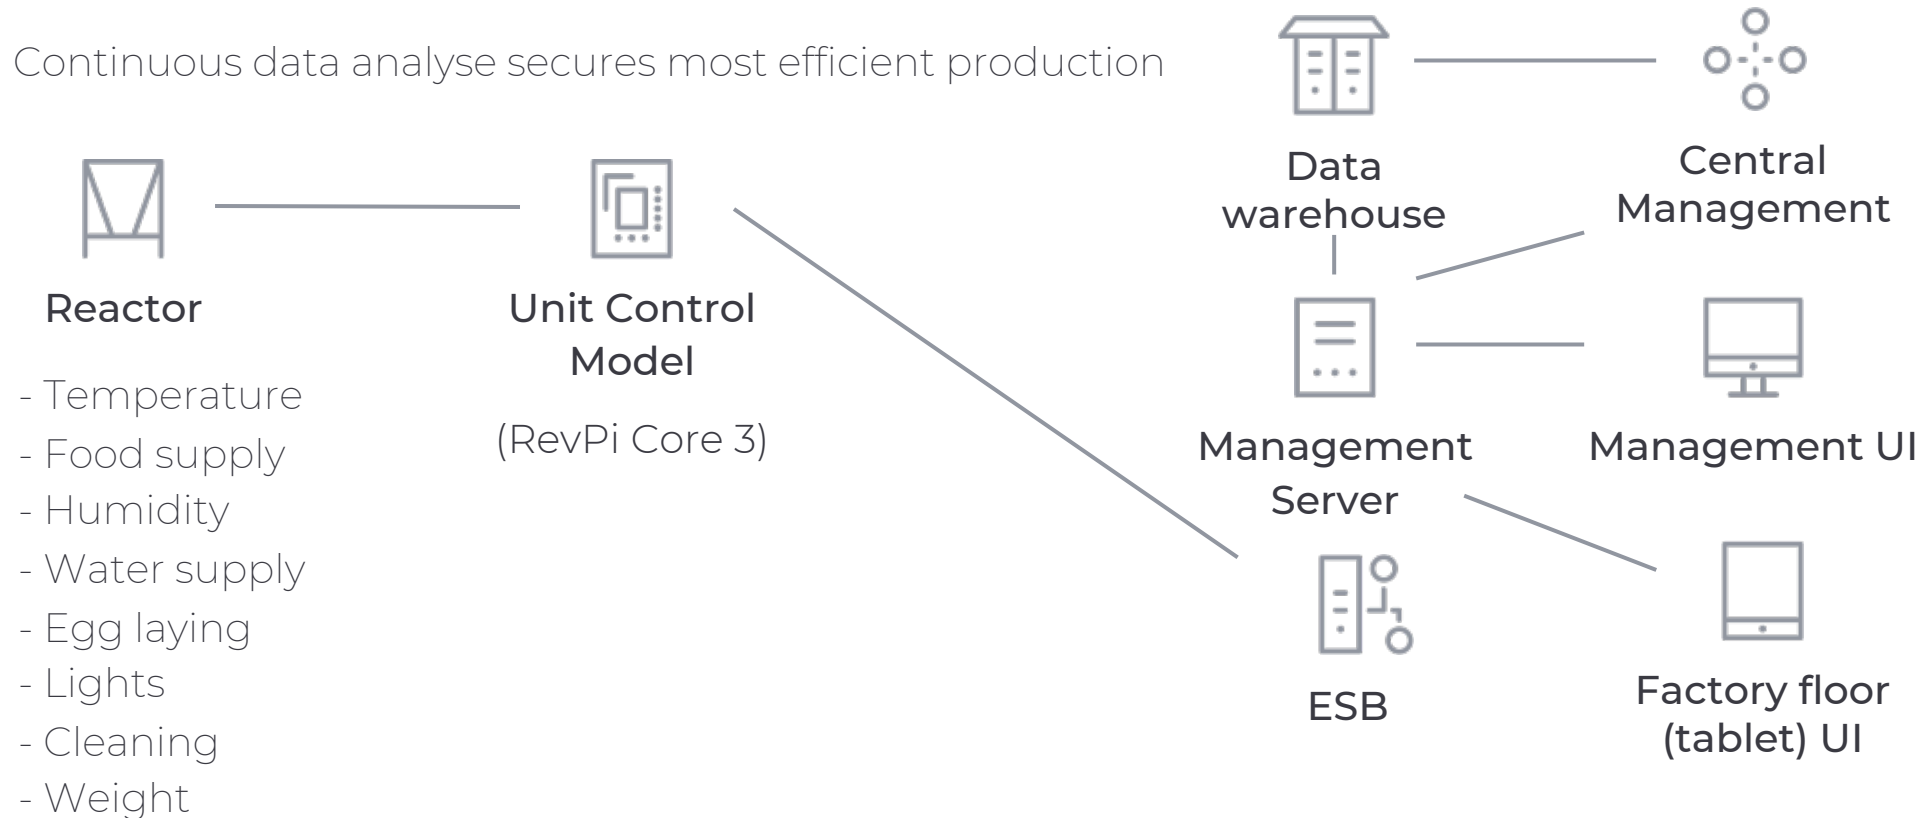 Continuous data analyse secures most efficient production
Reactor
- Temperature
- Food supply
- Humidity
- Water supply
- Egg laying
- Lights
- Cleaning
- Weight
Unit Control
Model
(RevPi Core 3)
Data
warehouse
Central
Management
Management
Server
Management UI
ESB
Factory floor
(tablet) UI